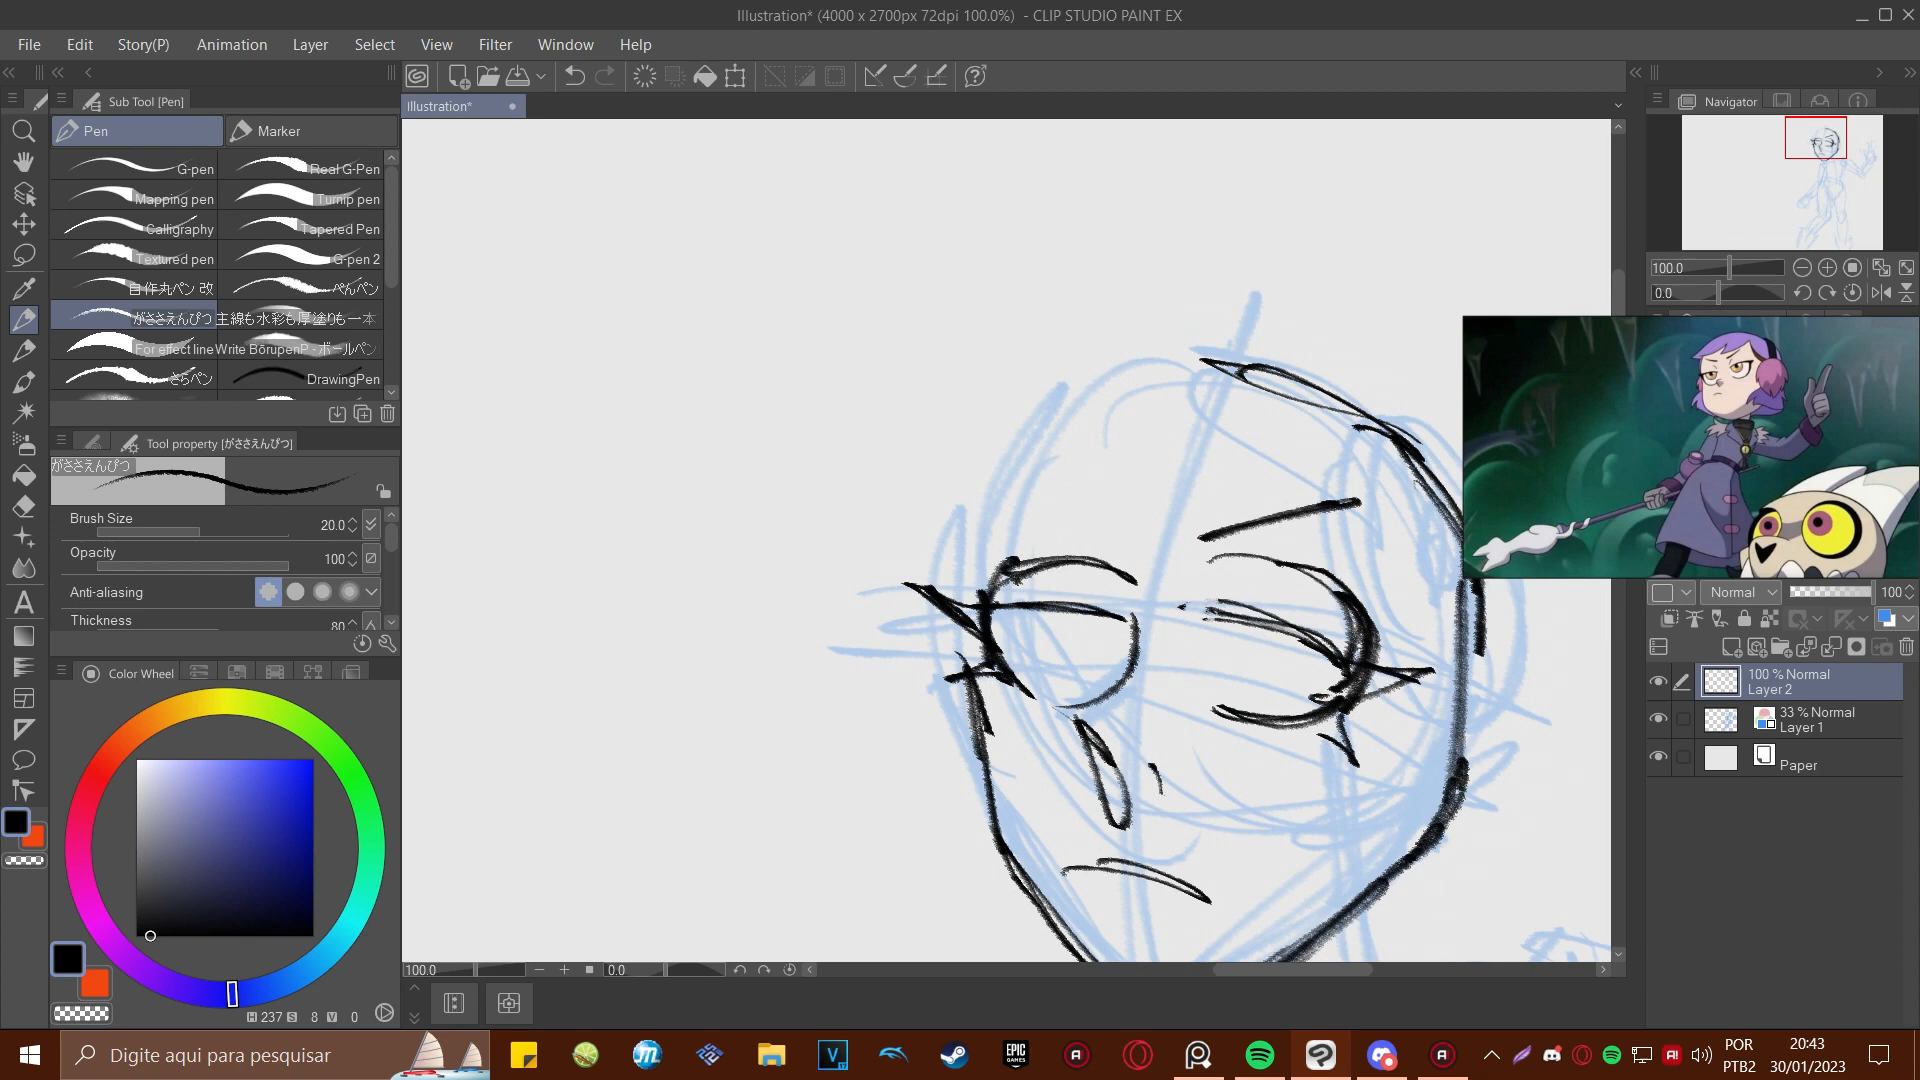 Illustration* (4000 x 2700px 72dpi 100.0%) - CLIP STUDIO PAINT EX
File Edit Story(P) Animation Layer Select View Filter Window Help
Sub Tool [Pen]
Illustration*
Navigator
Pen Marker
G-pen Real G-Pen
Mapping pen Turnip pen
Calligraphy Tapered Pen
Textured pen G-pen 2
自作丸ペン 改 ぺんペン
がささえんぴつ 主線も水彩も厚塗りも一本
For effect line Write BōrupenP - ボールペン
ざらペン DrawingPen
100.0
0.0
Tool property [がささえんぴつ]
がささえんぴつ
Brush Size 20.0
Opacity 100
Anti-aliasing
Thickness 80
Normal 100
Color Wheel
100 % Normal
Layer 2
33 % Normal
Layer 1
Paper
100.0 0.0
H 237 S 8 V 0
Digite aqui para pesquisar
EPIC
GAMES
POR
PTB2
20:43
30/01/2023